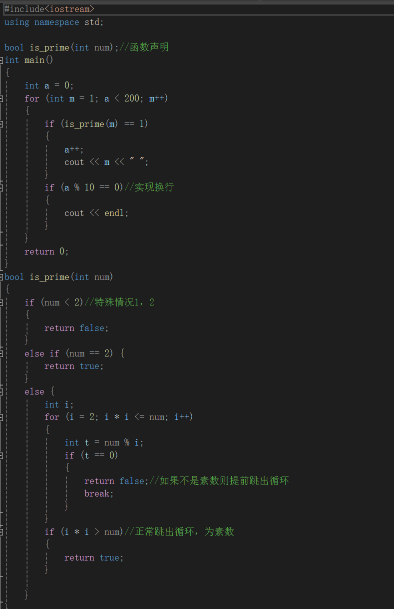 #include<iostream>
using namespace std;
bool is_prime(int num);//函数声明
int main()
{
int a = 0;
for (int m = 1; a < 200; m++)
{
if (is_prime(m) == 1)
{
a++;
cout << m << " ";
}
if (a % 10 == 0)//实现换行
{
cout << endl;
}
}
return 0;
}
bool is_prime(int num)
{
if (num < 2)//特殊情况1，2
{
return false;
}
else if (num == 2) {
return true;
}
else {
int i;
for (i = 2; i * i <= num; i++)
{
int t = num % i;
if (t == 0)
{
return false;//如果不是素数则提前跳出循环
break;
}
}
if (i * i > num)//正常跳出循环，为素数
{
return true;
}
}
}